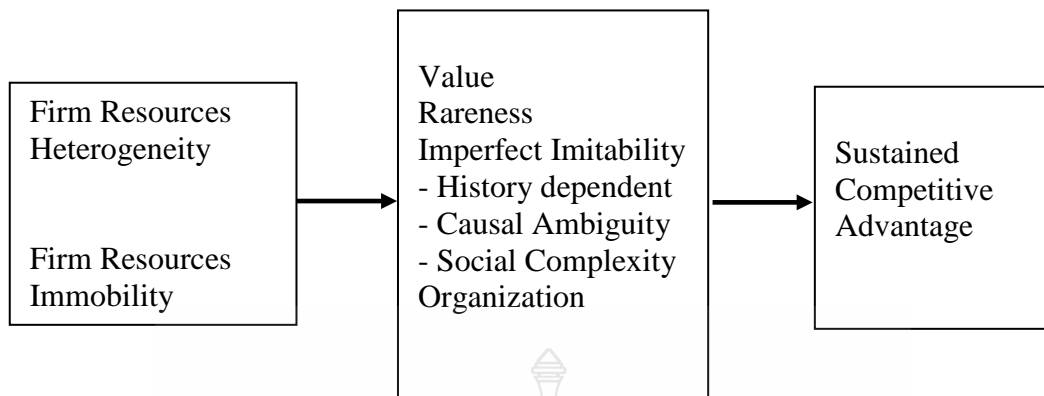 Firm Resources
Heterogeneity
Firm Resources
Immobility
Value
Rareness
Imperfect Imitability
- History dependent
- Causal Ambiguity
- Social Complexity
Organization
Sustained
Competitive
Advantage